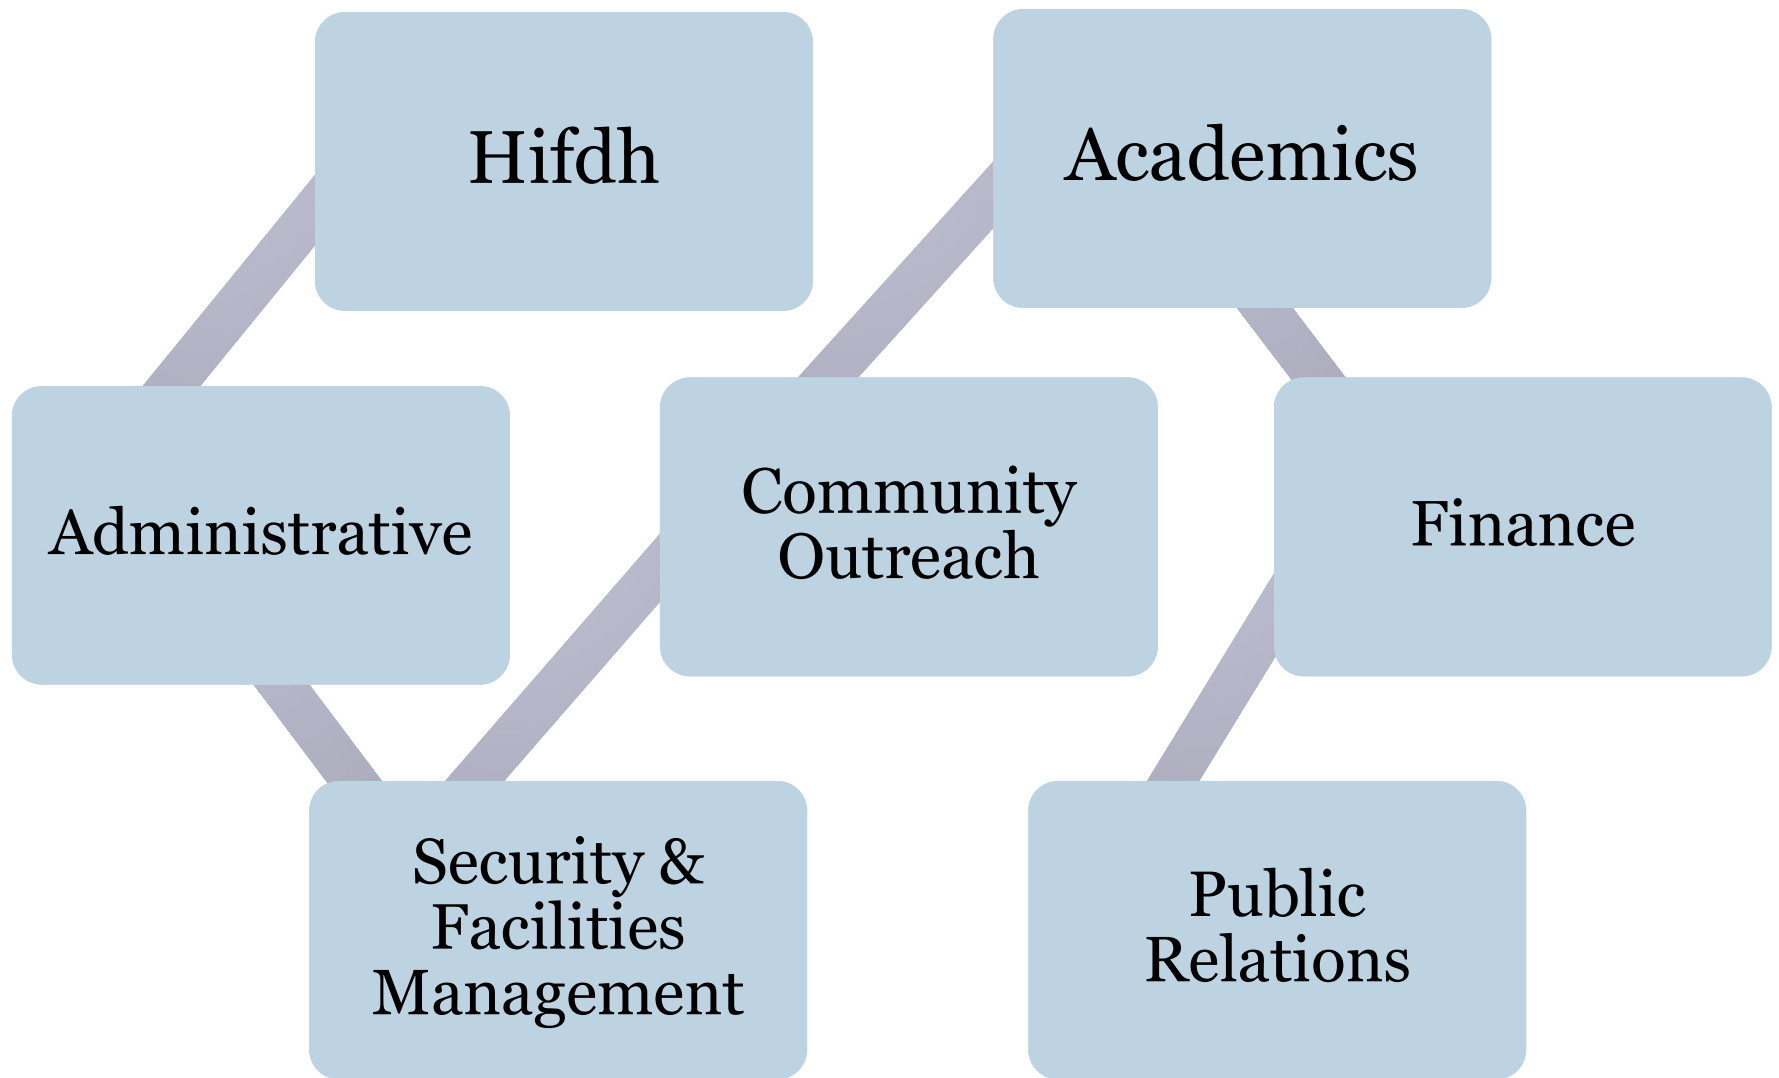 Hifdh
Academics
Administrative
Community
Outreach
Finance
Security &
Facilities
Management
Public
Relations